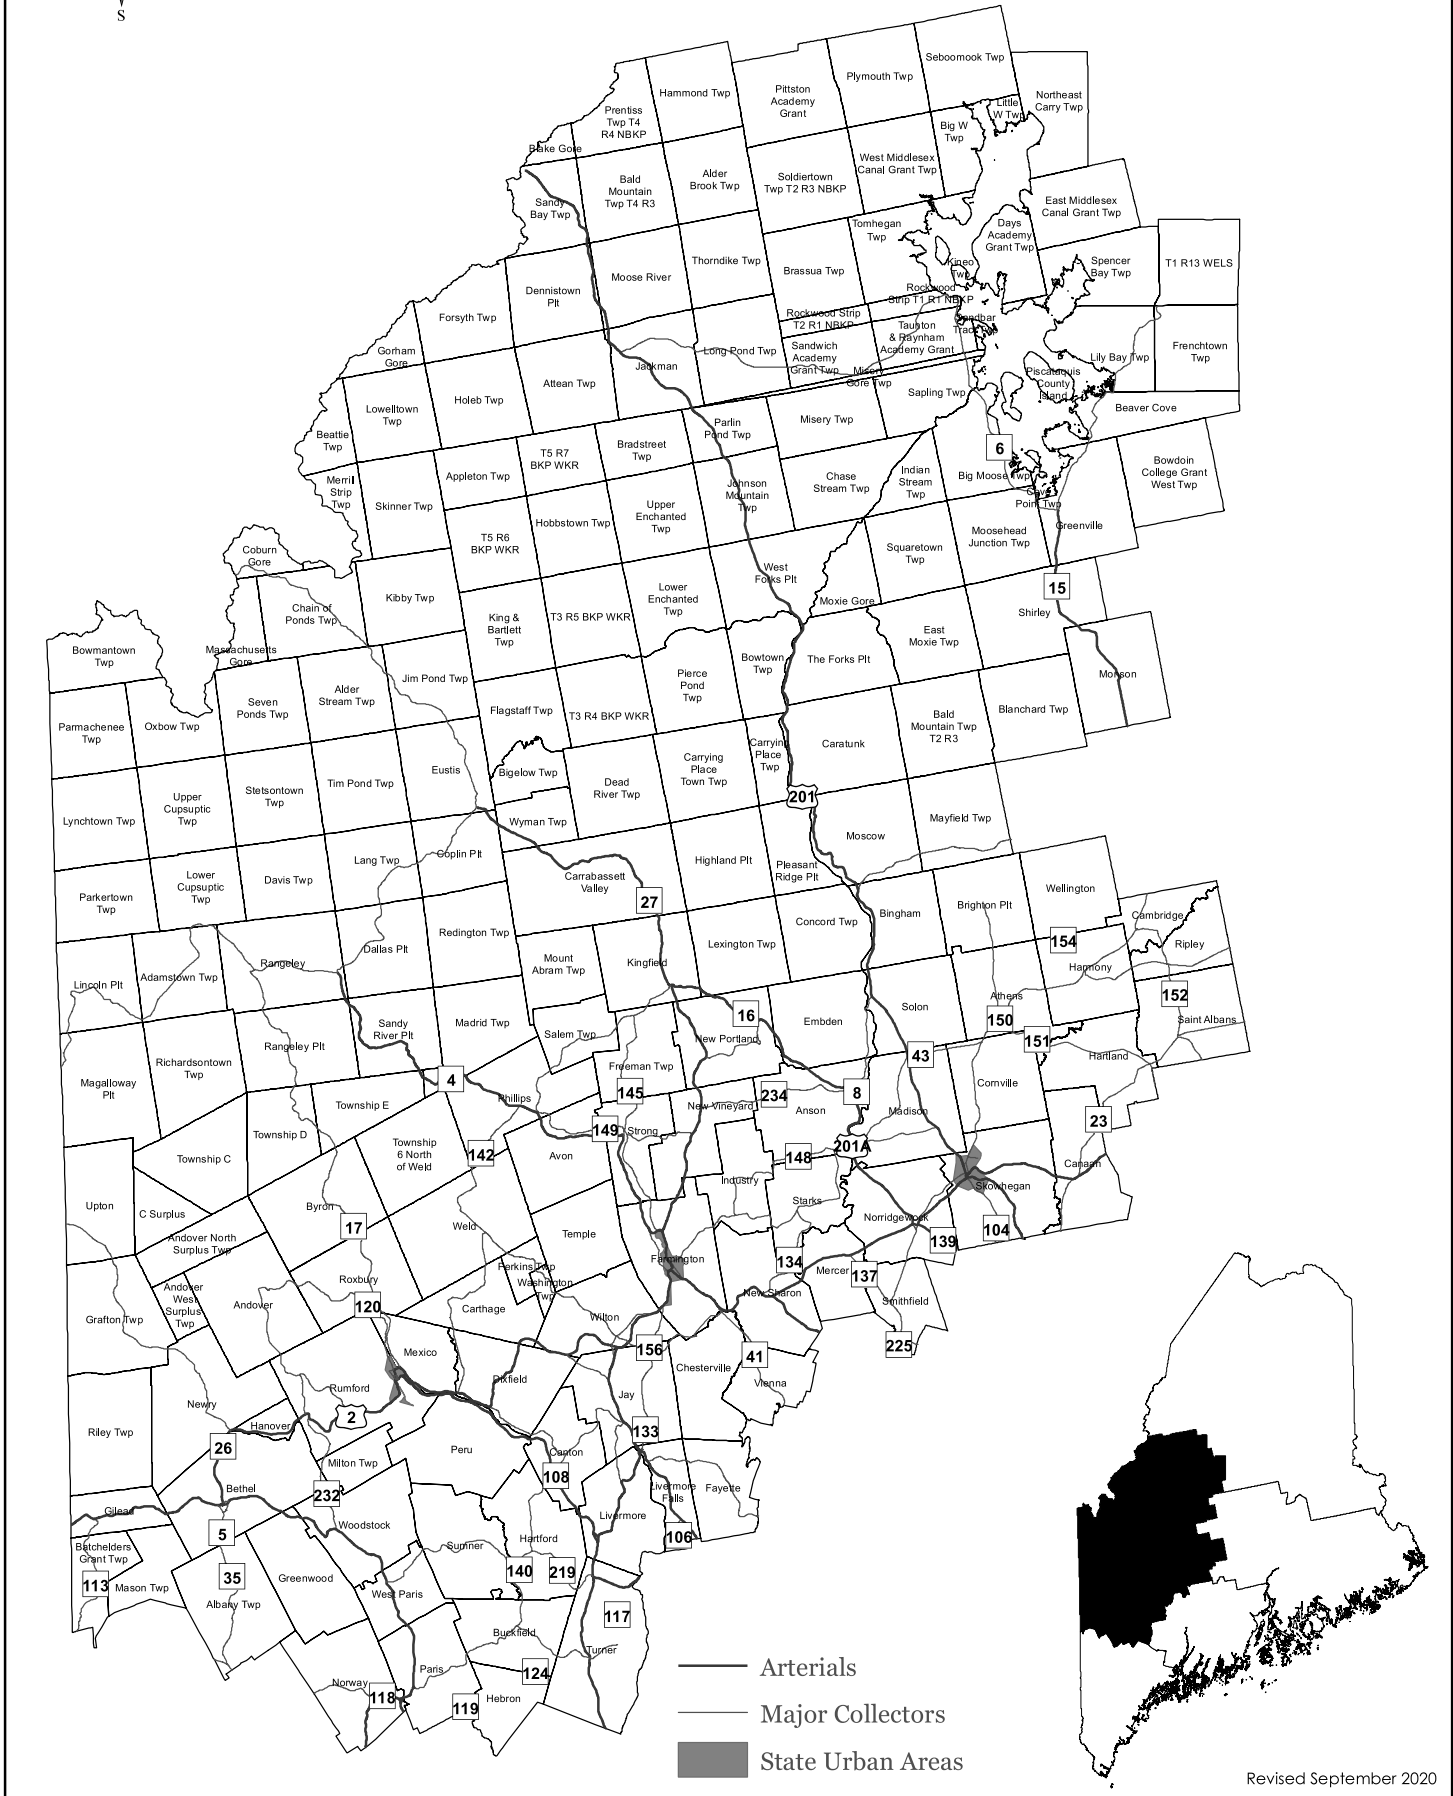 S
Seboomook Twp
Plymouth Twp
Hammond Twp
Pittston
Academy
Grant
Northeast
Carry Twp
Little
W Twp
Prentiss
Twp T4
R4 NBKP
Big W
Twp
Blake Gore
West Middlesex
Canal Grant Twp
Alder
Brook Twp
Soldiertown
Twp T2 R3 NBKP
Bald
Mountain
Twp T4 R3
Sandy
Bay Twp
East Middlesex
Canal Grant Twp
Tomhegan
Twp
Days
Academy
Grant Twp
Moose River
Thorndike Twp
Brassua Twp
Kineo
Twp
Spencer
Bay Twp
T1 R13 WELS
Dennistown
Plt
Rockwood
Strip T1 R1 NBKP
Forsyth Twp
Rockwood Strip
T2 R1 NBKP
Taunton
& Raynham
Academy Grant
Sandbar
Tract Twp
Gorham
Gore
Jackman
Long Pond Twp
Sandwich
Academy
Grant Twp
Misery
Gore Twp
Lily Bay Twp
Frenchtown
Twp
Attean Twp
Holeb Twp
Lowelltown
Twp
Sapling Twp
Piscataquis
County
Island
Beaver Cove
Beattie
Twp
Parlin
Pond Twp
Misery Twp
T5 R7
BKP WKR
Bradstreet
Twp
6
Appleton Twp
Merrill
Strip
Twp
Skinner Twp
Johnson
Mountain
Twp
Chase
Stream Twp
Indian
Stream
Twp
Big Moose Twp
Cove
Point Twp
Bowdoin
College Grant
West Twp
Hobbstown Twp
Upper
Enchanted
Twp
T5 R6
BKP WKR
Squaretown
Twp
Moosehead
Junction Twp
Greenville
Coburn
Gore
West
Forks Plt
15
Chain of
Ponds Twp
Kibby Twp
King &
Bartlett
Twp
T3 R5 BKP WKR
Lower
Enchanted
Twp
Moxie Gore
Shirley
Bowmantown
Twp
Massachusetts
Gore
East
Moxie Twp
Jim Pond Twp
Pierce
Pond
Twp
Bowtown
Twp
The Forks Plt
Monson
Parmachenee
Twp
Oxbow Twp
Seven
Ponds Twp
Alder
Stream Twp
Flagstaff Twp
T3 R4 BKP WKR
Bald
Mountain Twp
T2 R3
Blanchard Twp
Eustis
Bigelow Twp
Dead
River Twp
Carrying
Place
Town Twp
Carrying
Place
Twp
Caratunk
Tim Pond Twp
Stetsontown
Twp
Upper
Cupsuptic
Twp
Lynchtown Twp
201
Wyman Twp
Moscow
Mayfield Twp
Coplin Plt
Lang Twp
Davis Twp
Lower
Cupsuptic
Twp
Parkertown
Twp
Carrabassett
Valley
27
Highland Plt
Pleasant
Ridge Plt
Wellington
Brighton Plt
Bingham
Concord Twp
Lexington Twp
Cambridge
154
Ripley
Redington Twp
Dallas Plt
Rangeley
Adamstown Twp
Lincoln Plt
Mount
Abram Twp
Kingfield
Harmony
152
Athens
150
Solon
Saint Albans
16
Embden
Madrid Twp
Sandy
River Plt
Rangeley Plt
Salem Twp
New Portland
151
43
Hartland
Richardsontown
Twp
Magalloway
Plt
Freeman Twp
4
145
Phillips
New Vineyard
234
Anson
8
Madison
Cornville
23
Township E
Township D
149
Strong
201A
148
Canaan
142
Avon
Township
6 North
of Weld
Township C
Industry
Starks
Skowhegan
Upton
C Surplus
Byron
17
Weld
Temple
Norridgewock
104
139
Andover North
Surplus Twp
Farmington
134
Mercer
137
Perkins Twp
Washington
Twp
Roxbury
120
Andover
Andover
West
Surplus
Twp
Grafton Twp
Carthage
Wilton
New Sharon
Smithfield
225
156
41
Mexico
Dixfield
Chesterville
Vienna
Jay
Rumford
2
Newry
Hanover
Riley Twp
26
133
Peru
Canton
108
Milton Twp
Bethel
232
Livermore
Falls
Fayette
Gilead
Livermore
106
Woodstock
5
Hartford
Sumner
Batchelders
Grant Twp
113
Mason Twp
35
Albany Twp
Greenwood
140
219
West Paris
117
Buckfield
Turner
Paris
124
Norway
118
119
Hebron
Arterials
Major Collectors
State Urban Areas
Revised September 2020